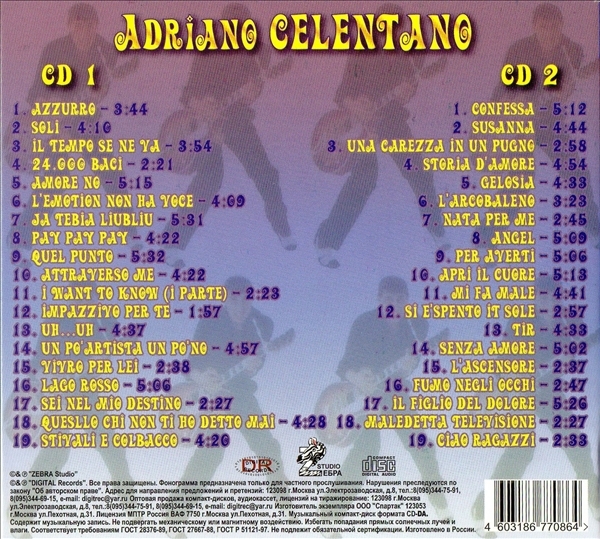 ADRIANO CELENTANO
CD 1
1. AZZURRO - 3:44
2. SOLI - 4:10
3. IL TEMPO SE NE VA - 3:54
4. 24.000 BACI - 2:21
5. AMORE NO - 5:15
6. L'EMOTION NON HA VOCE - 4:09
7. JA TEBIA LIUBLIU - 5:31
8. PAY PAY PAY - 4:22
9. QUEL PUNTO - 5:32
10. ATTRAVERSO ME - 4:22
11. I WANT TO KNOW (I PARTE) - 2:23
12. IMPAZZIVO PER TE - 1:57
13. UH...UH - 4:37
14. UN PO'ARTISTA UN PO'NO - 4:57
15. VIVRO PER LEI - 2:38
16. LAGO ROSSO - 5:06
17. SEI NEL MIO DESTINO - 2:27
18. QUESLLO CHI NON TI HO DETTO MAI - 4:28
19. STIVALI E COLBACCO - 4:20
CD 2
1. CONFESSA - 5:12
2. SUSANNA - 4:44
3. UNA CAREZZA IN UN PUGNO - 2:58
4. STORIA D'AMORE - 4:54
5. GELOSIA - 4:33
6. L'ARCOBALENO - 3:23
7. NATA PER ME - 2:45
8. ANGEL - 5:09
9. PER AVERTI - 5:06
10. APRI IL CUORE - 5:13
11. MI FA MALE - 4:41
12. SI E'SPENTO IT SOLE - 2:57
13. TIR - 4:33
14. SENZA AMORE - 5:02
15. L'ASCENSORE - 2:37
16. FUMO NEGLI OCCHI - 2:47
17. IL FIGLIO DEL DOLORE - 5:26
18. MALEDETTA TELEVISIONE - 2:27
19. CIAO RAGAZZI - 2:33
DR
STUDIO
ЗЕБРА
COMPACT
disc
DIGITAL AUDIO
©& ℗ "ZEBRA Studio"
©& ℗ "DIGITAL Records". Все права защищены. Фонограмма предназначена только для частного прослушивания. Нарушения преследуются по
закону "Об авторском праве". Адрес для направления предложений и претензий: 123098 г.Москва ул.Электрозаводская, д.8, тел./тел.:8(095)344-75-91,
8(095)344-69-15, e-mail: digitrec@yar.ru Оптовая продажа компакт-дисков, аудиокассет, лицензий на тиражирование: 123098 г.Москва
ул.Электрозаводская, д.8, тел./тел.:8(095)344-75-91, 8(095)344-69-15, e-mail: digitrec@yar.ru Изготовитель экземпляра ООО "Спартак" 123053
г.Москва ул.Пехотная, д.31. Лицензия МПТР Россия ВАФ 7750 г.Москва ул.Пехотная, д.31. Музыкальный компакт-диск формата CD-DA.
Содержит музыкальную запись. Не подвергать механическому или магнитному воздействию. Избегать попадания прямых солнечных лучей и
влаги. Соответствует требованиям ГОСТ 28376-89, ГОСТ 27667-88, ГОСТ Р 51121-97. Не подлежит обязательной сертификации. Изготовлено в России.
4 603186 770864